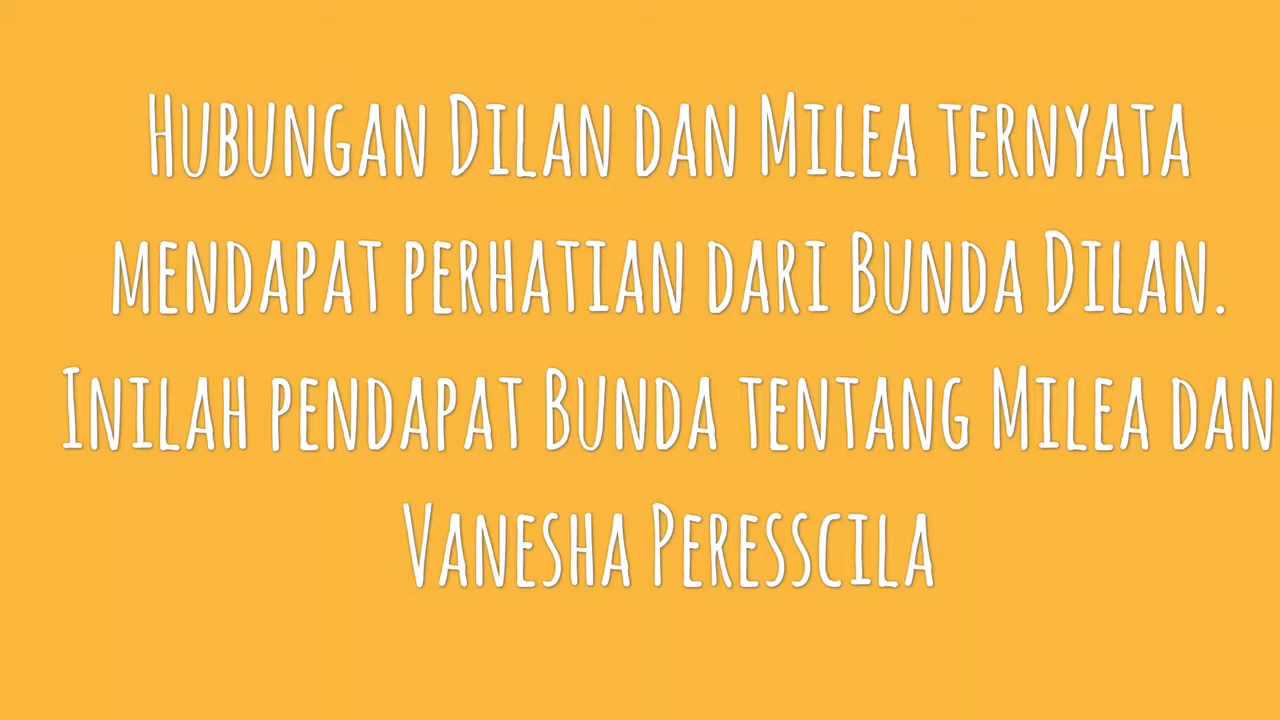 Hubungan Dilan dan Milea ternyata
mendapat perhatian dari Bunda Dilan.
Inilah pendapat Bunda tentang Milea dan
Vanesha Peresscila